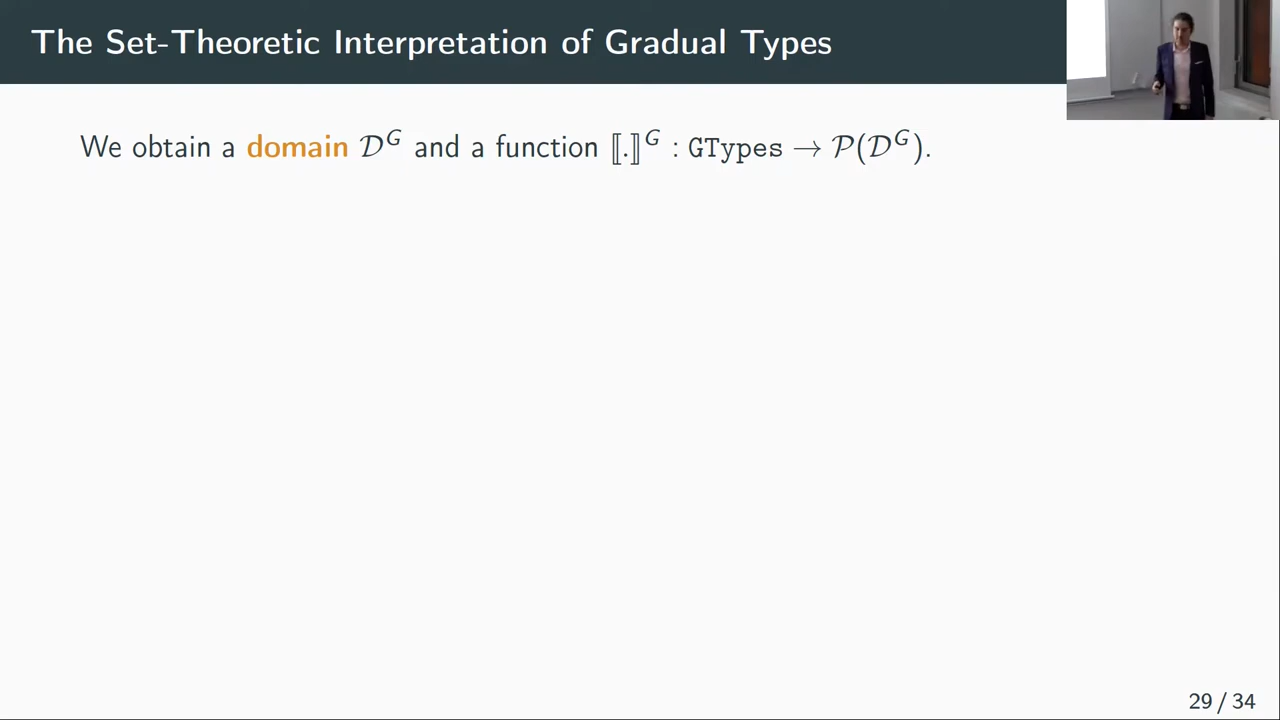 The Set-Theoretic Interpretation of Gradual Types
We obtain a domain 𝒟^G and a function ⟦.⟧^G : GTypes → 𝒫(𝒟^G).
29 / 34